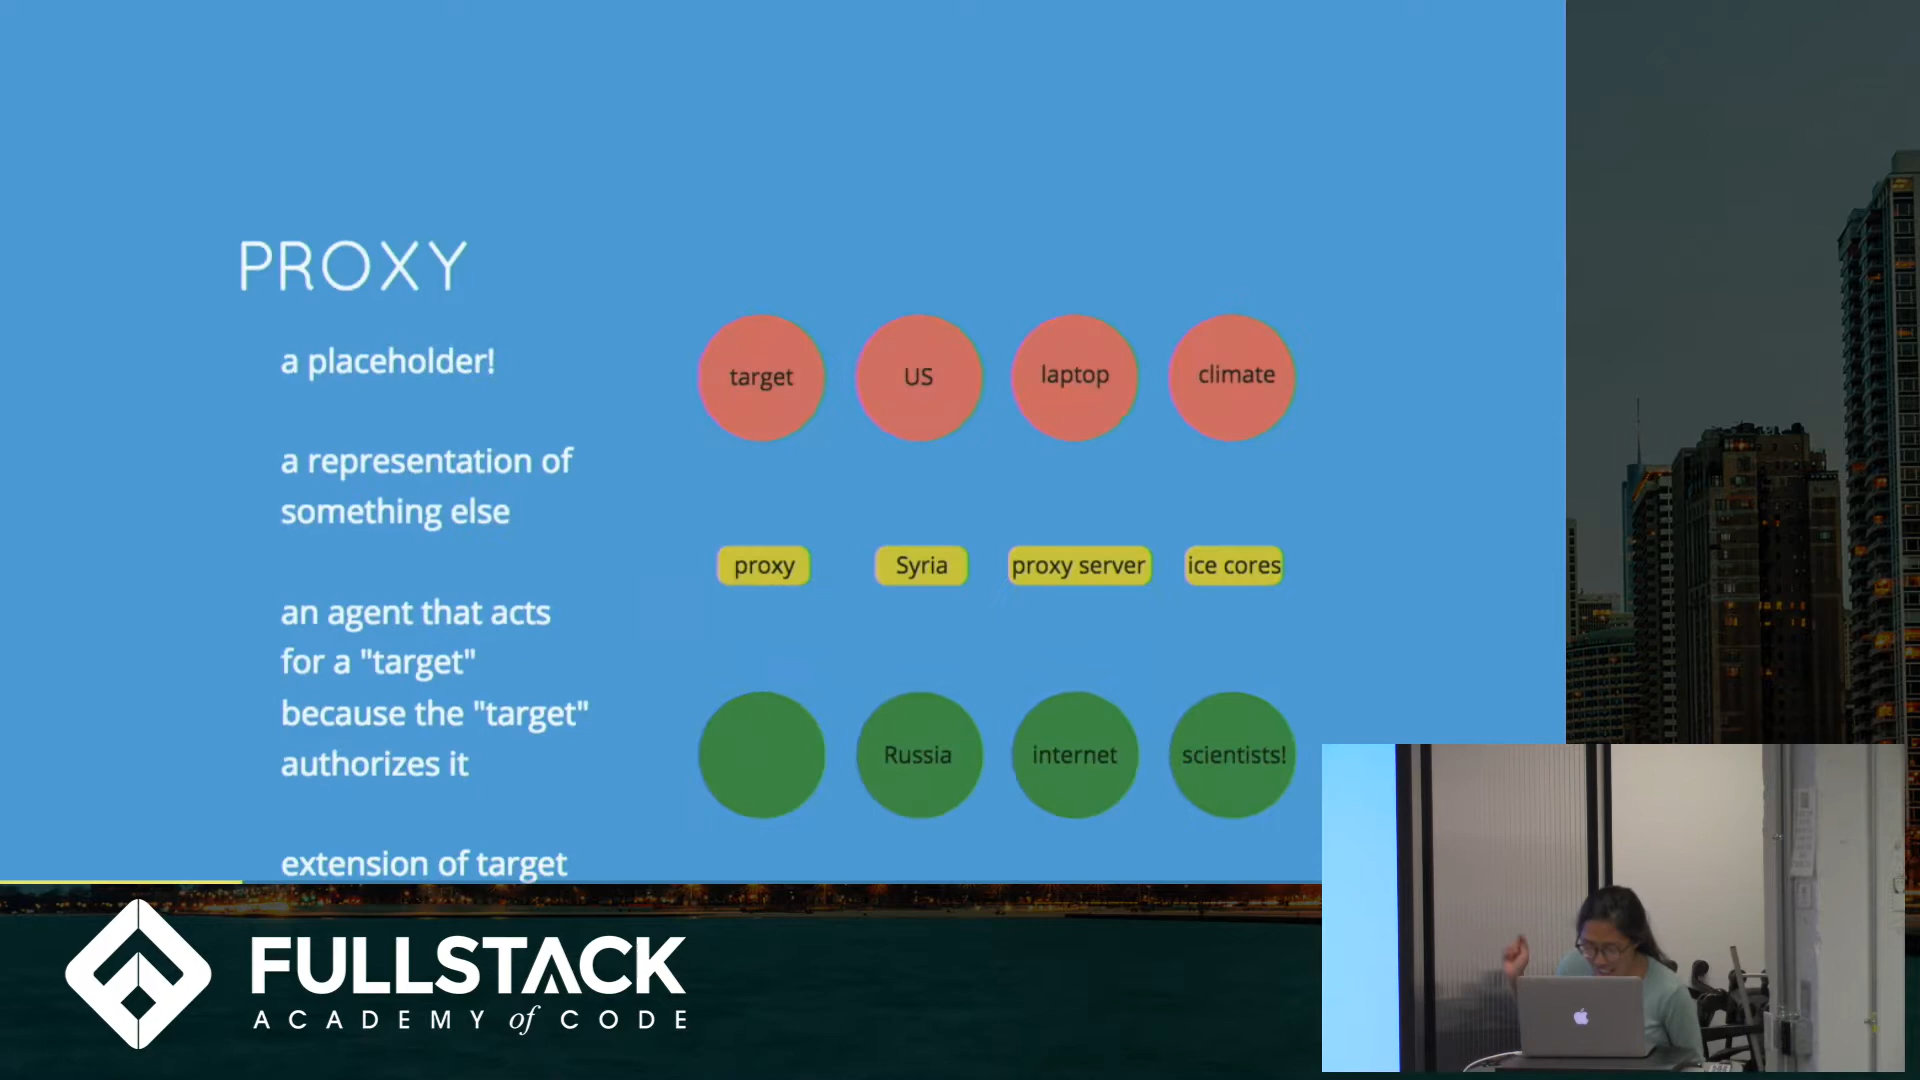 PROXY
a placeholder!
a representation of
something else
an agent that acts
for a "target"
because the "target"
authorizes it
extension of target
target US laptop climate
proxy Syria proxy server ice cores
Russia internet scientists!
FULLSTACK
ACADEMY of CODE